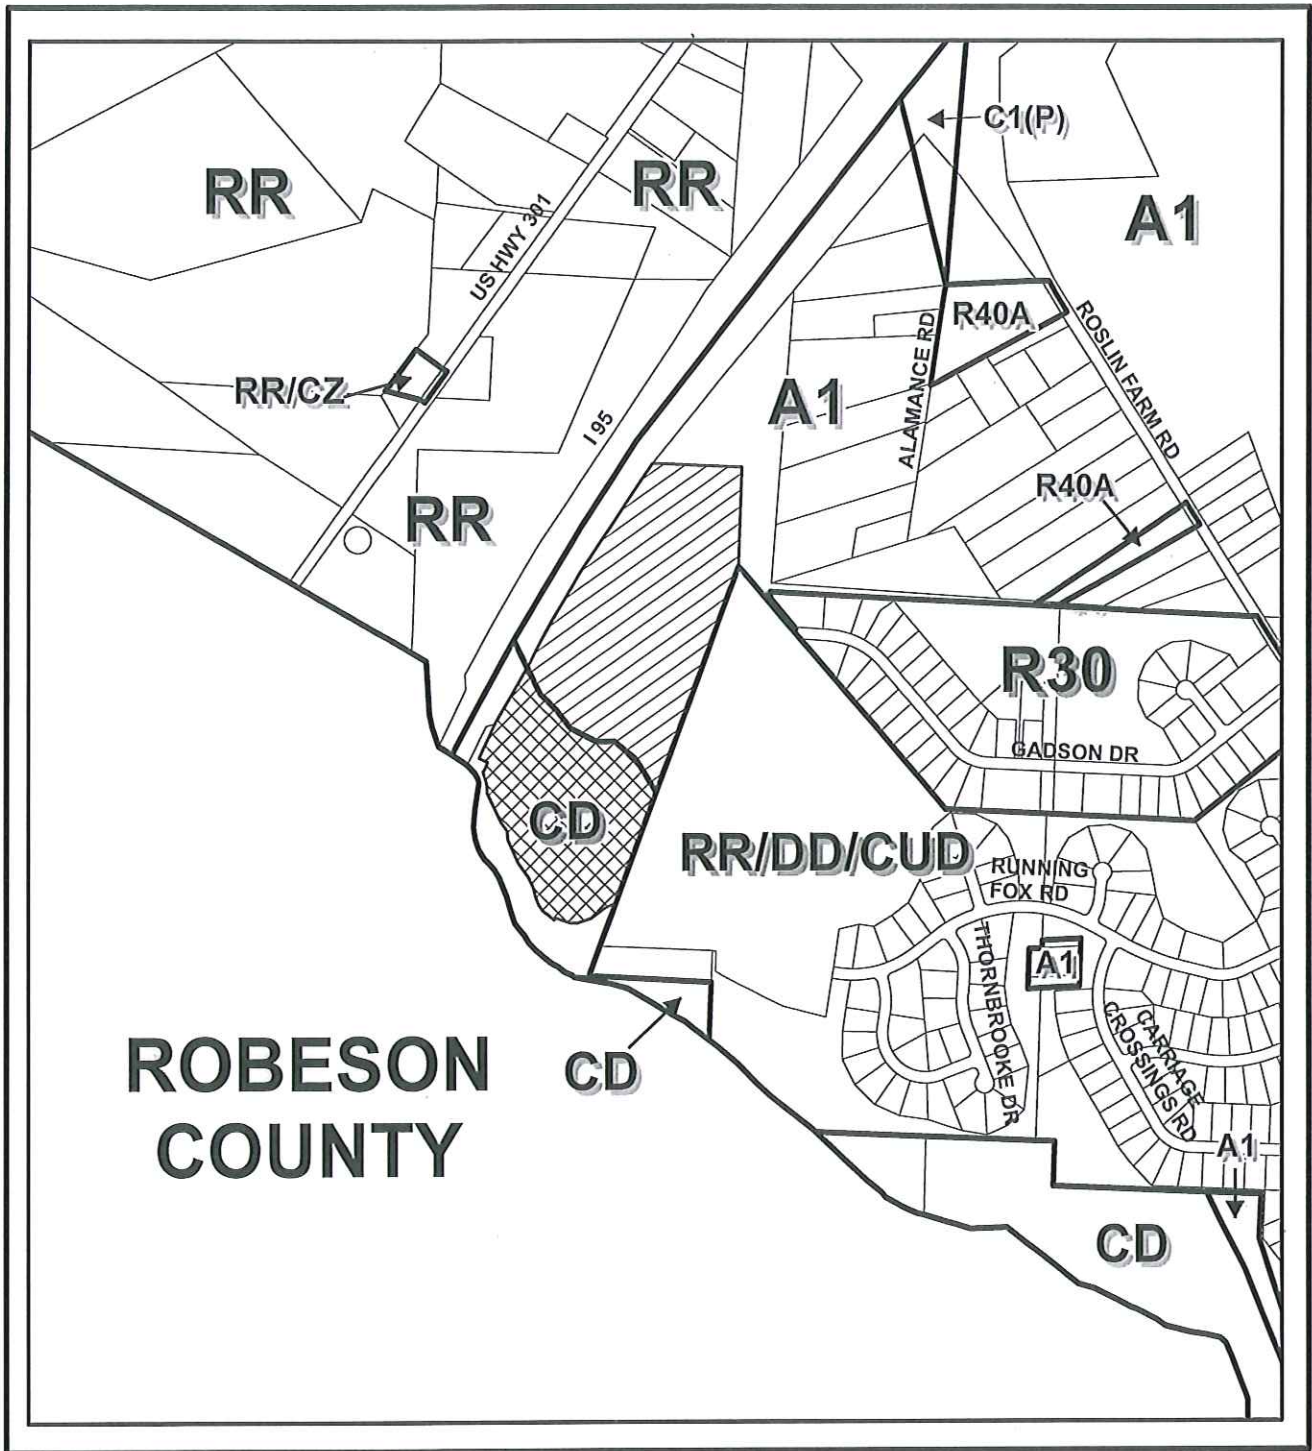 C1(P)
RR
RR
A1
US HWY 301
R40A
ROSLIN FARM RD
ALAMANCE RD
RR/CZ
A1
I 95
R40A
RR
R30
GADSON DR
CD
RR/DD/CUD
RUNNING
FOX RD
THORNBROOKE DR
A1
CARRIAGE
CROSSINGS RD
ROBESON
COUNTY
CD
A1
CD